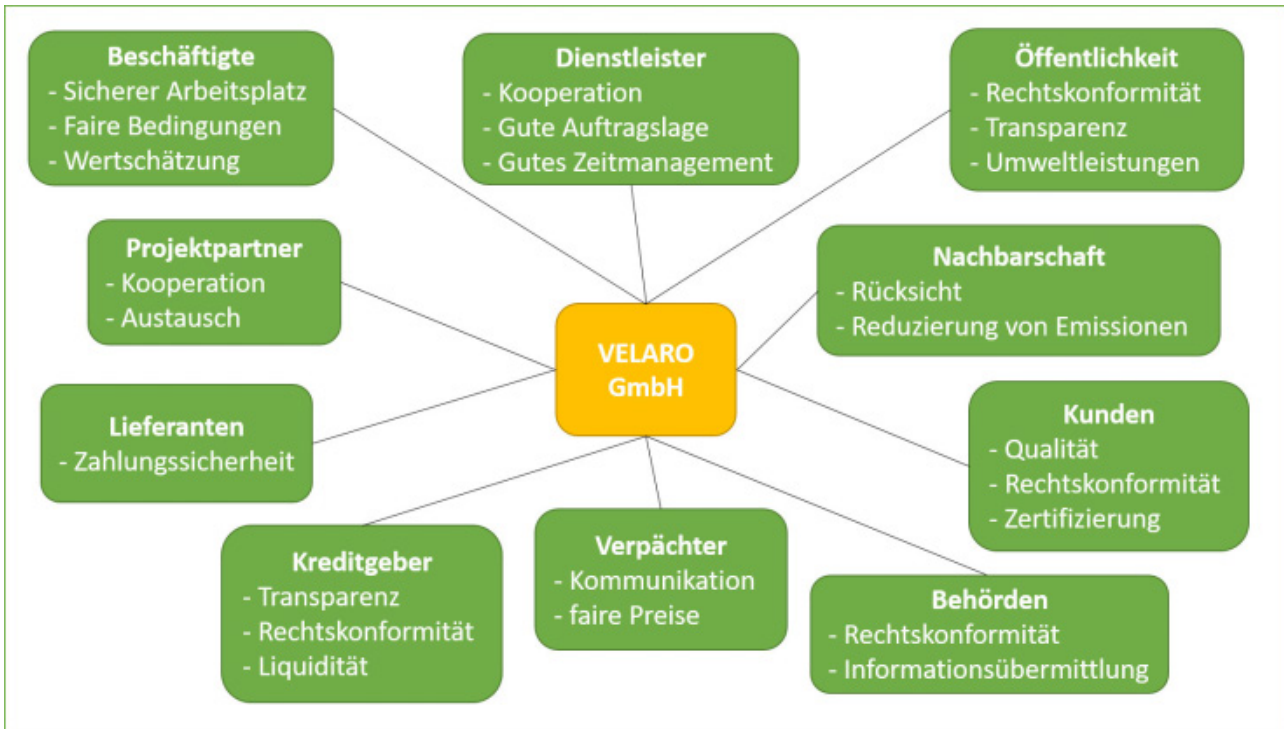 Beschäftigte
- Sicherer Arbeitsplatz
- Faire Bedingungen
- Wertschätzung
Dienstleister
- Kooperation
- Gute Auftragslage
- Gutes Zeitmanagement
Öffentlichkeit
- Rechtskonformität
- Transparenz
- Umweltleistungen
Projektpartner
- Kooperation
- Austausch
Nachbarschaft
- Rücksicht
- Reduzierung von Emissionen
VELARO
GmbH
Lieferanten
- Zahlungssicherheit
Kunden
- Qualität
- Rechtskonformität
- Zertifizierung
Kreditgeber
- Transparenz
- Rechtskonformität
- Liquidität
Verpächter
- Kommunikation
- faire Preise
Behörden
- Rechtskonformität
- Informationsübermittlung